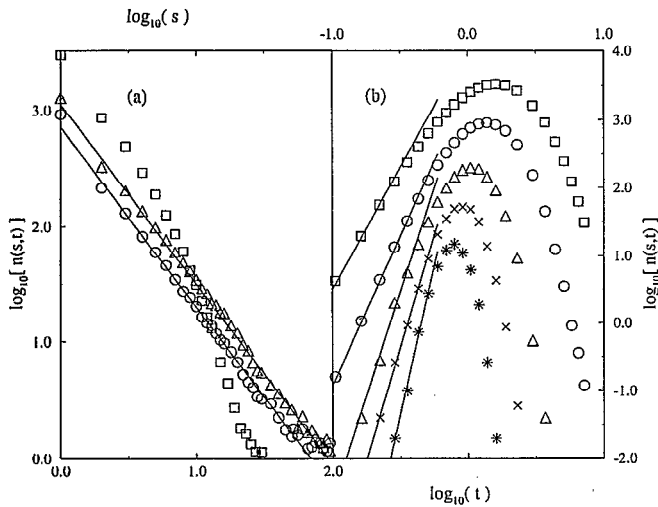 log₁₀( s )
-1.0 0.0 1.0
3.0 2.0 1.0 0.0
log₁₀[ n(s,t) ]
(a)
(b)
4.0 3.0 2.0 1.0 0.0 -1.0 -2.0
log₁₀[ n(s,t) ]
0.0 1.0 2.0
log₁₀( t )